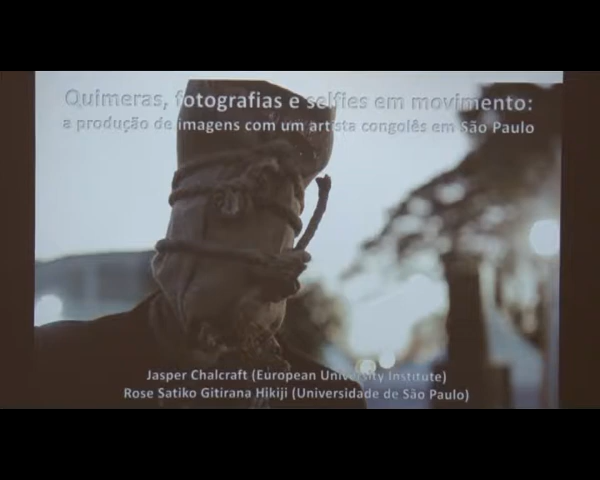 Quimeras, fotografias e selfies em movimento:
a produção de imagens com um artista congolês em São Paulo
Jasper Chalcraft (European University Institute)
Rose Satiko Gitirana Hikiji (Universidade de São Paulo)